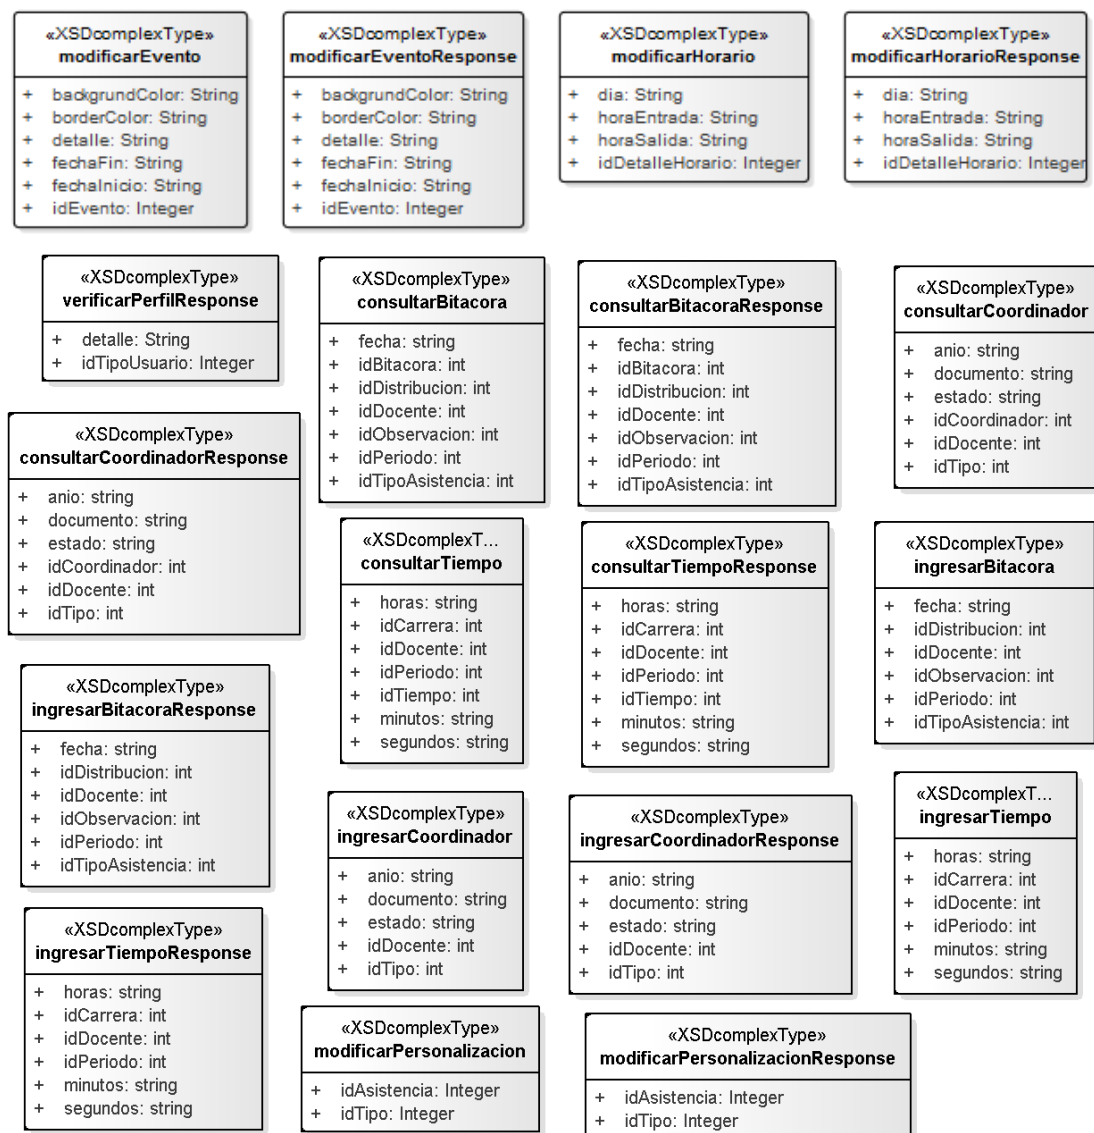 «XSDcomplexType»
modificarEvento
+ backgrundColor: String
+ borderColor: String
+ detalle: String
+ fechaFin: String
+ fechaInicio: String
+ idEvento: Integer
«XSDcomplexType»
modificarEventoResponse
+ backgrundColor: String
+ borderColor: String
+ detalle: String
+ fechaFin: String
+ fechaInicio: String
+ idEvento: Integer
«XSDcomplexType»
modificarHorario
+ dia: String
+ horaEntrada: String
+ horaSalida: String
+ idDetalleHorario: Integer
«XSDcomplexType»
modificarHorarioResponse
+ dia: String
+ horaEntrada: String
+ horaSalida: String
+ idDetalleHorario: Integer
«XSDcomplexType»
verificarPerfilResponse
+ detalle: String
+ idTipoUsuario: Integer
«XSDcomplexType»
consultarBitacora
+ fecha: string
+ idBitacora: int
+ idDistribucion: int
+ idDocente: int
+ idObservacion: int
+ idPeriodo: int
+ idTipoAsistencia: int
«XSDcomplexType»
consultarBitacoraResponse
+ fecha: string
+ idBitacora: int
+ idDistribucion: int
+ idDocente: int
+ idObservacion: int
+ idPeriodo: int
+ idTipoAsistencia: int
«XSDcomplexType»
consultarCoordinador
+ anio: string
+ documento: string
+ estado: string
+ idCoordinador: int
+ idDocente: int
+ idTipo: int
«XSDcomplexType»
consultarCoordinadorResponse
+ anio: string
+ documento: string
+ estado: string
+ idCoordinador: int
+ idDocente: int
+ idTipo: int
«XSDcomplexT...
consultarTiempo
+ horas: string
+ idCarrera: int
+ idDocente: int
+ idPeriodo: int
+ idTiempo: int
+ minutos: string
+ segundos: string
«XSDcomplexType»
consultarTiempoResponse
+ horas: string
+ idCarrera: int
+ idDocente: int
+ idPeriodo: int
+ idTiempo: int
+ minutos: string
+ segundos: string
«XSDcomplexType»
ingresarBitacora
+ fecha: string
+ idDistribucion: int
+ idDocente: int
+ idObservacion: int
+ idPeriodo: int
+ idTipoAsistencia: int
«XSDcomplexType»
ingresarBitacoraResponse
+ fecha: string
+ idDistribucion: int
+ idDocente: int
+ idObservacion: int
+ idPeriodo: int
+ idTipoAsistencia: int
«XSDcomplexType»
ingresarCoordinador
+ anio: string
+ documento: string
+ estado: string
+ idDocente: int
+ idTipo: int
«XSDcomplexType»
ingresarCoordinadorResponse
+ anio: string
+ documento: string
+ estado: string
+ idDocente: int
+ idTipo: int
«XSDcomplexT...
ingresarTiempo
+ horas: string
+ idCarrera: int
+ idDocente: int
+ idPeriodo: int
+ minutos: string
+ segundos: string
«XSDcomplexType»
ingresarTiempoResponse
+ horas: string
+ idCarrera: int
+ idDocente: int
+ idPeriodo: int
+ minutos: string
+ segundos: string
«XSDcomplexType»
modificarPersonalizacion
+ idAsistencia: Integer
+ idTipo: Integer
«XSDcomplexType»
modificarPersonalizacionResponse
+ idAsistencia: Integer
+ idTipo: Integer